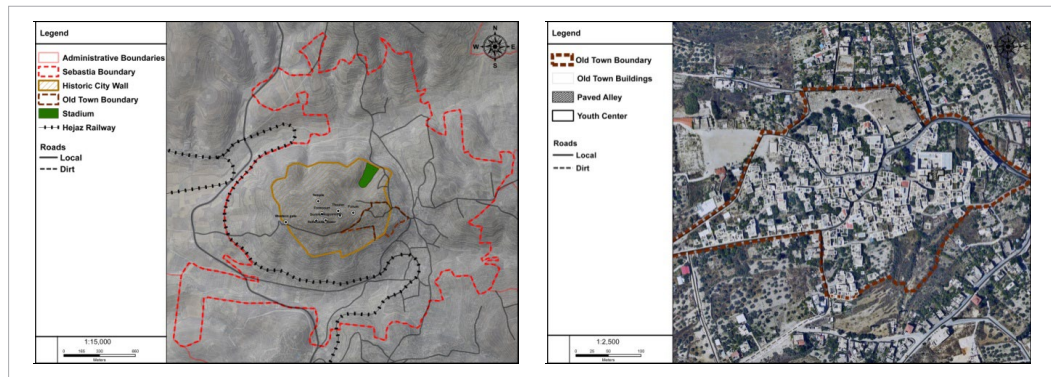 Legend
Administrative Boundaries
Sebastia Boundary
Historic City Wall
Old Town Boundary
Stadium
Hejaz Railway
Roads
Local
Dirt
1:15,000
Meters
N
W E
S
Legend
Old Town Boundary
Old Town Buildings
Paved Alley
Youth Center
Roads
Local
Dirt
1:2,500
Meters